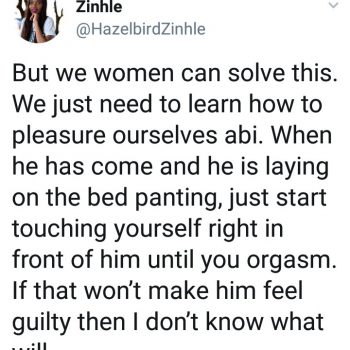 Zinhle
@HazelbirdZinhle
But we women can solve this.
We just need to learn how to
pleasure ourselves abi. When
he has come and he is laying
on the bed panting, just start
touching yourself right in
front of him until you orgasm.
If that won't make him feel
guilty then I don't know what
will